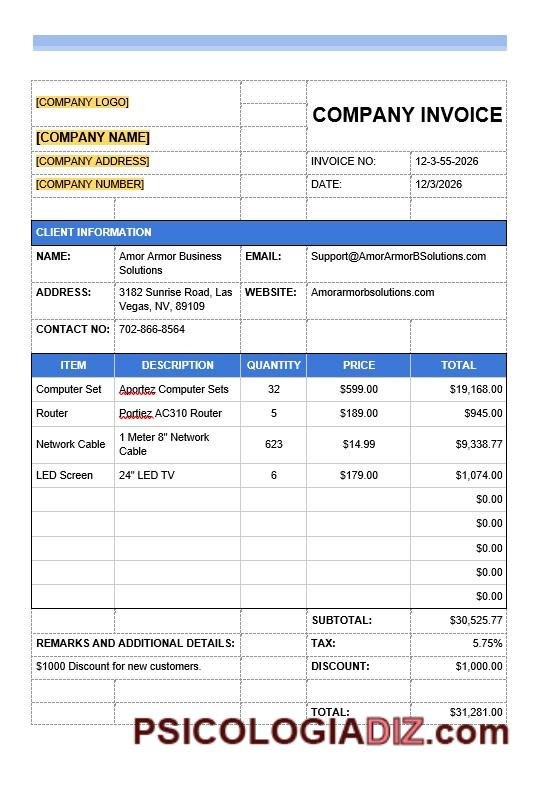 [COMPANY LOGO]
COMPANY INVOICE
[COMPANY NAME]
[COMPANY ADDRESS] INVOICE NO: 12-3-55-2026
[COMPANY NUMBER] DATE: 12/3/2026
CLIENT INFORMATION
NAME: Amor Armor Business Solutions EMAIL: Support@AmorArmorBSolutions.com
ADDRESS: 3182 Sunrise Road, Las Vegas, NV, 89109 WEBSITE: Amorarmorbsolutions.com
CONTACT NO: 702-866-8564
ITEM DESCRIPTION QUANTITY PRICE TOTAL
Computer Set Aportez Computer Sets 32 $599.00 $19,168.00
Router Portiez AC310 Router 5 $189.00 $945.00
Network Cable 1 Meter 8" Network Cable 623 $14.99 $9,338.77
LED Screen 24" LED TV 6 $179.00 $1,074.00
$0.00
$0.00
$0.00
$0.00
$0.00
SUBTOTAL: $30,525.77
REMARKS AND ADDITIONAL DETAILS: TAX: 5.75%
$1000 Discount for new customers. DISCOUNT: $1,000.00
TOTAL: $31,281.00
PSICOLOGIADIZ.com